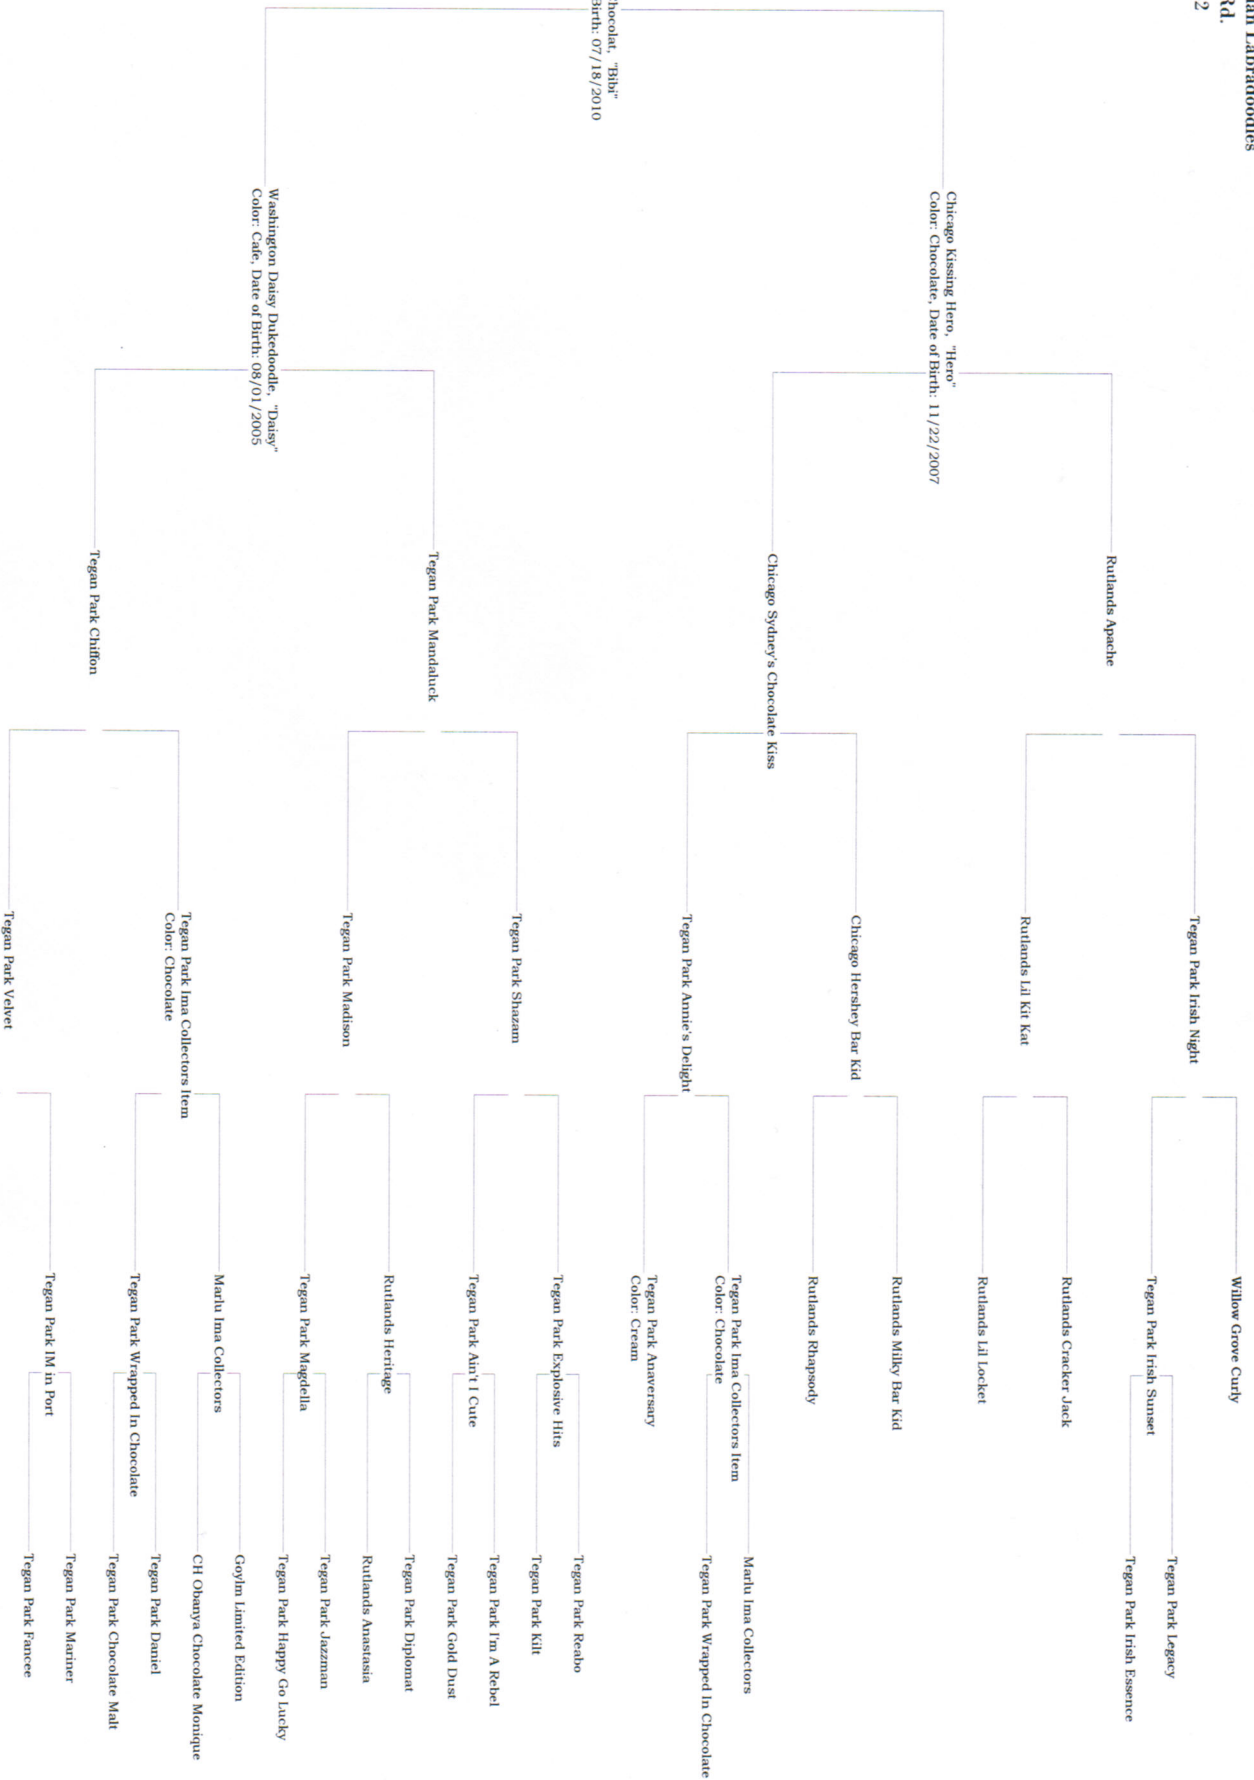 Labradoodles
Rd.
2
"Bibi"
Birth: 07/18/2010
Chicago Kissing Hero, "Hero"
Color: Chocolate, Date of Birth: 11/22/2007
Washington Daisy Dukedoodle, "Daisy"
Color: Cafe, Date of Birth: 08/01/2005
Rutlands Apache
Chicago Sydney's Chocolate Kiss
Tegan Park Mandaluck
Tegan Park Chiffon
Tegan Park Irish Night
Rutlands Lil Kit Kat
Chicago Hershey Bar Kid
Tegan Park Annie's Delight
Tegan Park Shazam
Tegan Park Madison
Tegan Park Ima Collectors Item
Color: Chocolate
Tegan Park Velvet
Willow Grove Curly
Tegan Park Irish Sunset
Rutlands Cracker Jack
Rutlands Lil Locket
Rutlands Milky Bar Kid
Rutlands Rhapsody
Tegan Park Ima Collectors Item
Color: Chocolate
Tegan Park Anaversary
Color: Cream
Tegan Park Explosive Hits
Tegan Park Ain't I Cute
Rutlands Heritage
Tegan Park Magdella
Marlu Ima Collectors
Tegan Park Wrapped In Chocolate
Tegan Park IM in Port
Tegan Park Legacy
Tegan Park Irish Essence
Marlu Ima Collectors
Tegan Park Wrapped In Chocolate
Tegan Park Reabo
Tegan Park Kilt
Tegan Park I'm A Rebel
Tegan Park Gold Dust
Tegan Park Diplomat
Rutlands Anastasia
Tegan Park Jazzman
Tegan Park Happy Go Lucky
Goylm Limited Edition
CH Obanya Chocolate Monique
Tegan Park Daniel
Tegan Park Chocolate Malt
Tegan Park Mariner
Tegan Park Fancee